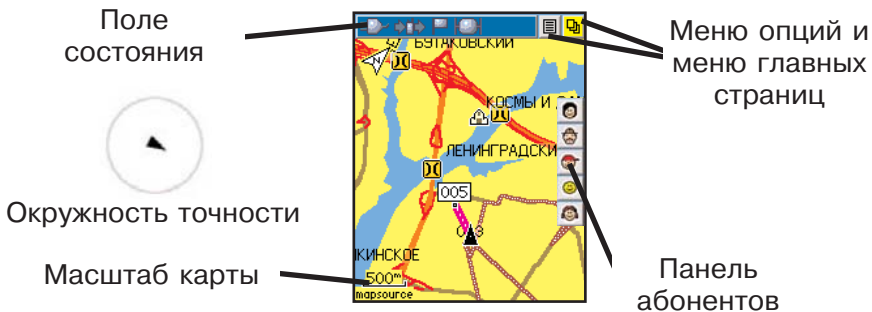 Поле
состояния
Меню опций и
меню главных
страниц
Окружность точности
Масштаб карты
Панель
абонентов
N
БУТАКОВСКИЙ
КОСМЫ И
ЛЕНИНГРАДСКИ
005
КИНСКОЕ
500m
mapsource